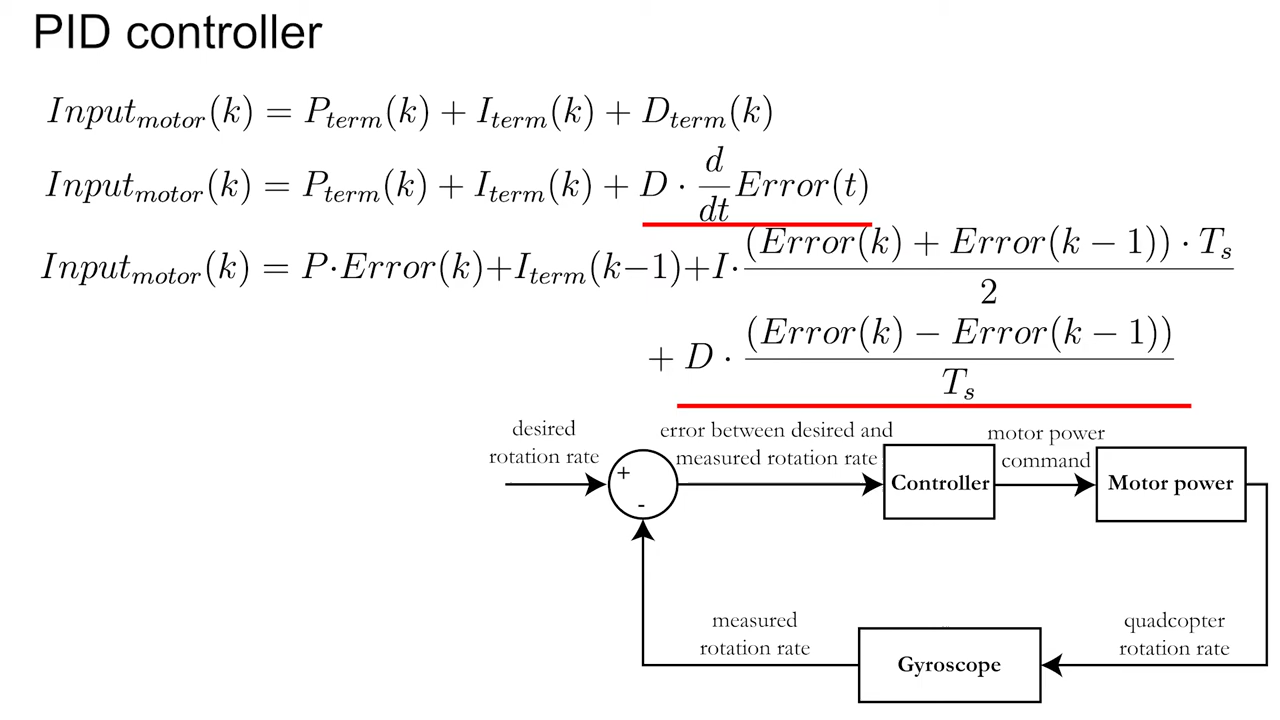 PID controller
Input_motor(k) = P_term(k) + I_term(k) + D_term(k)
Input_motor(k) = P_term(k) + I_term(k) + D · d/dt Error(t)
Input_motor(k) = P·Error(k)+I_term(k−1)+I· (Error(k) + Error(k − 1)) · T_s / 2
+ D · (Error(k) − Error(k − 1)) / T_s
desired
rotation rate
+
-
error between desired and
measured rotation rate
Controller
motor power
command
Motor power
measured
rotation rate
Gyroscope
quadcopter
rotation rate